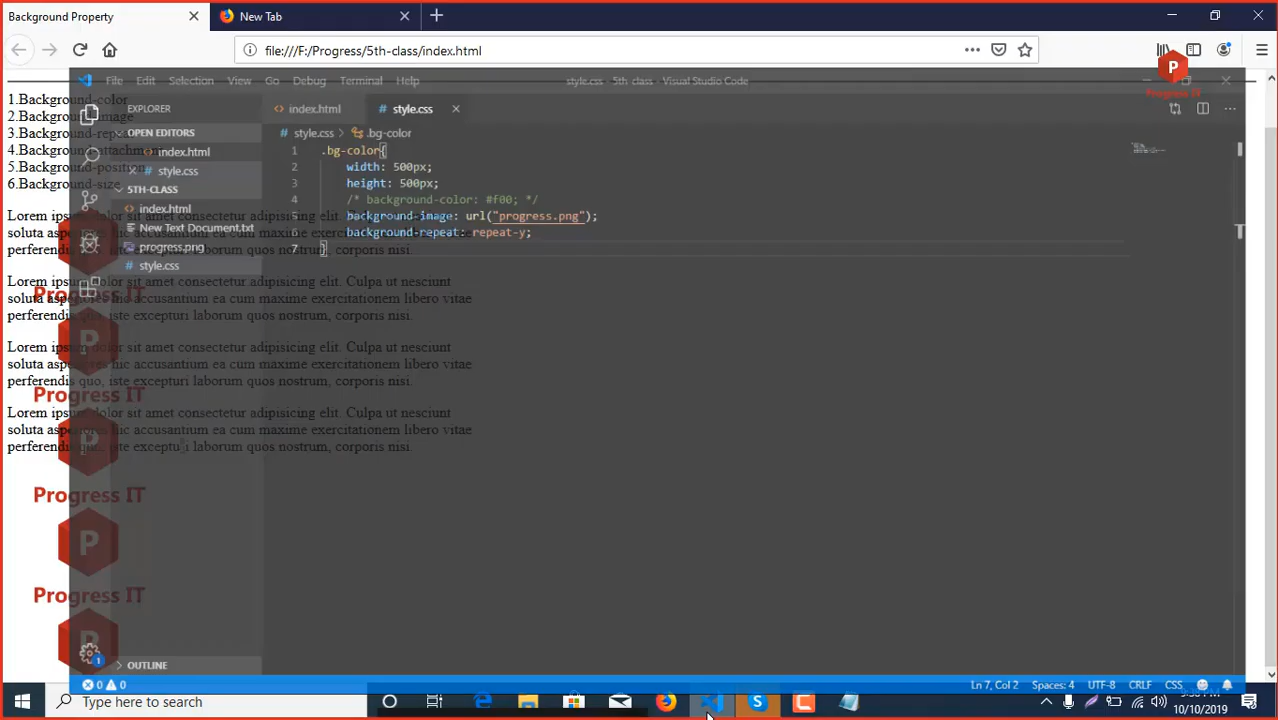 Background Property
New Tab
file:///F:/Progress/5th-class/index.html
File Edit Selection View Go Debug Terminal Help
style.css - 5th-class - Visual Studio Code
P
Progress IT
1.Background-color
2.Background-image
3.Background-repeat
4.Background-attachment
5.Background-position
6.Background-size
EXPLORER
OPEN EDITORS
index.html
style.css
5TH-CLASS
index.html
New Text Document.txt
progress.png
style.css
OUTLINE
index.html
# style.css
# style.css > .bg-color
1 .bg-color{
2 width: 500px;
3 height: 500px;
4 /* background-color: #f00; */
5 background-image: url("progress.png");
6 background-repeat: repeat-y;
7 }
Lorem ipsum dolor sit amet consectetur adipisicing elit. Culpa ut nesciunt
soluta asperiores hic accusantium ea cum maxime exercitationem libero vitae
perferendis quo, iste excepturi laborum quos nostrum, corporis nisi.
Lorem ipsum dolor sit amet consectetur adipisicing elit. Culpa ut nesciunt
soluta asperiores hic accusantium ea cum maxime exercitationem libero vitae
perferendis quo, iste excepturi laborum quos nostrum, corporis nisi.
Lorem ipsum dolor sit amet consectetur adipisicing elit. Culpa ut nesciunt
soluta asperiores hic accusantium ea cum maxime exercitationem libero vitae
perferendis quo, iste excepturi laborum quos nostrum, corporis nisi.
Lorem ipsum dolor sit amet consectetur adipisicing elit. Culpa ut nesciunt
soluta asperiores hic accusantium ea cum maxime exercitationem libero vitae
perferendis quo, iste excepturi laborum quos nostrum, corporis nisi.
Progress IT
P
Progress IT
P
Progress IT
Progress IT
P
1
0 0
Ln 7, Col 2 Spaces: 4 UTF-8 CRLF CSS
Type here to search
10/10/2019